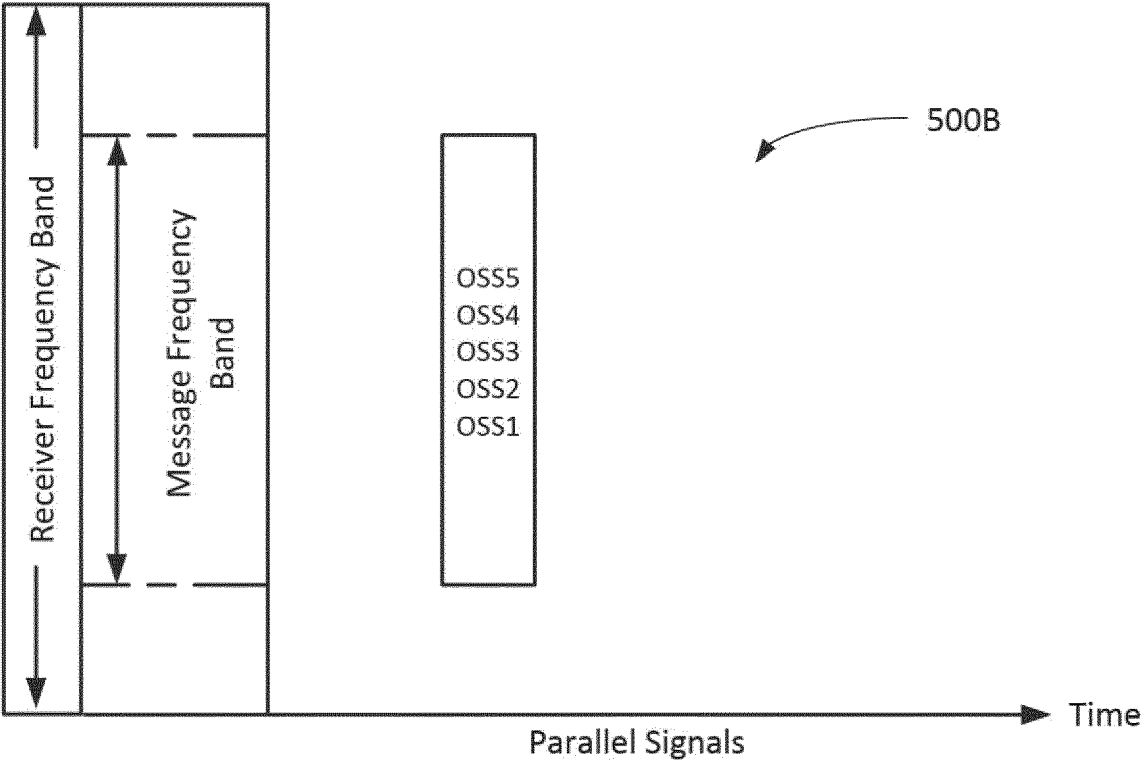 Receiver Frequency Band
Message Frequency
Band
OSS5
OSS4
OSS3
OSS2
OSS1
500B
Time
Parallel Signals